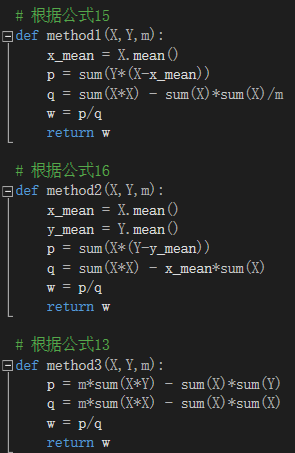 # 根据公式15
def method1(X,Y,m):
    x_mean = X.mean()
    p = sum(Y*(X-x_mean))
    q = sum(X*X) - sum(X)*sum(X)/m
    w = p/q
    return w
# 根据公式16
def method2(X,Y,m):
    x_mean = X.mean()
    y_mean = Y.mean()
    p = sum(X*(Y-y_mean))
    q = sum(X*X) - x_mean*sum(X)
    w = p/q
    return w
# 根据公式13
def method3(X,Y,m):
    p = m*sum(X*Y) - sum(X)*sum(Y)
    q = m*sum(X*X) - sum(X)*sum(X)
    w = p/q
    return w